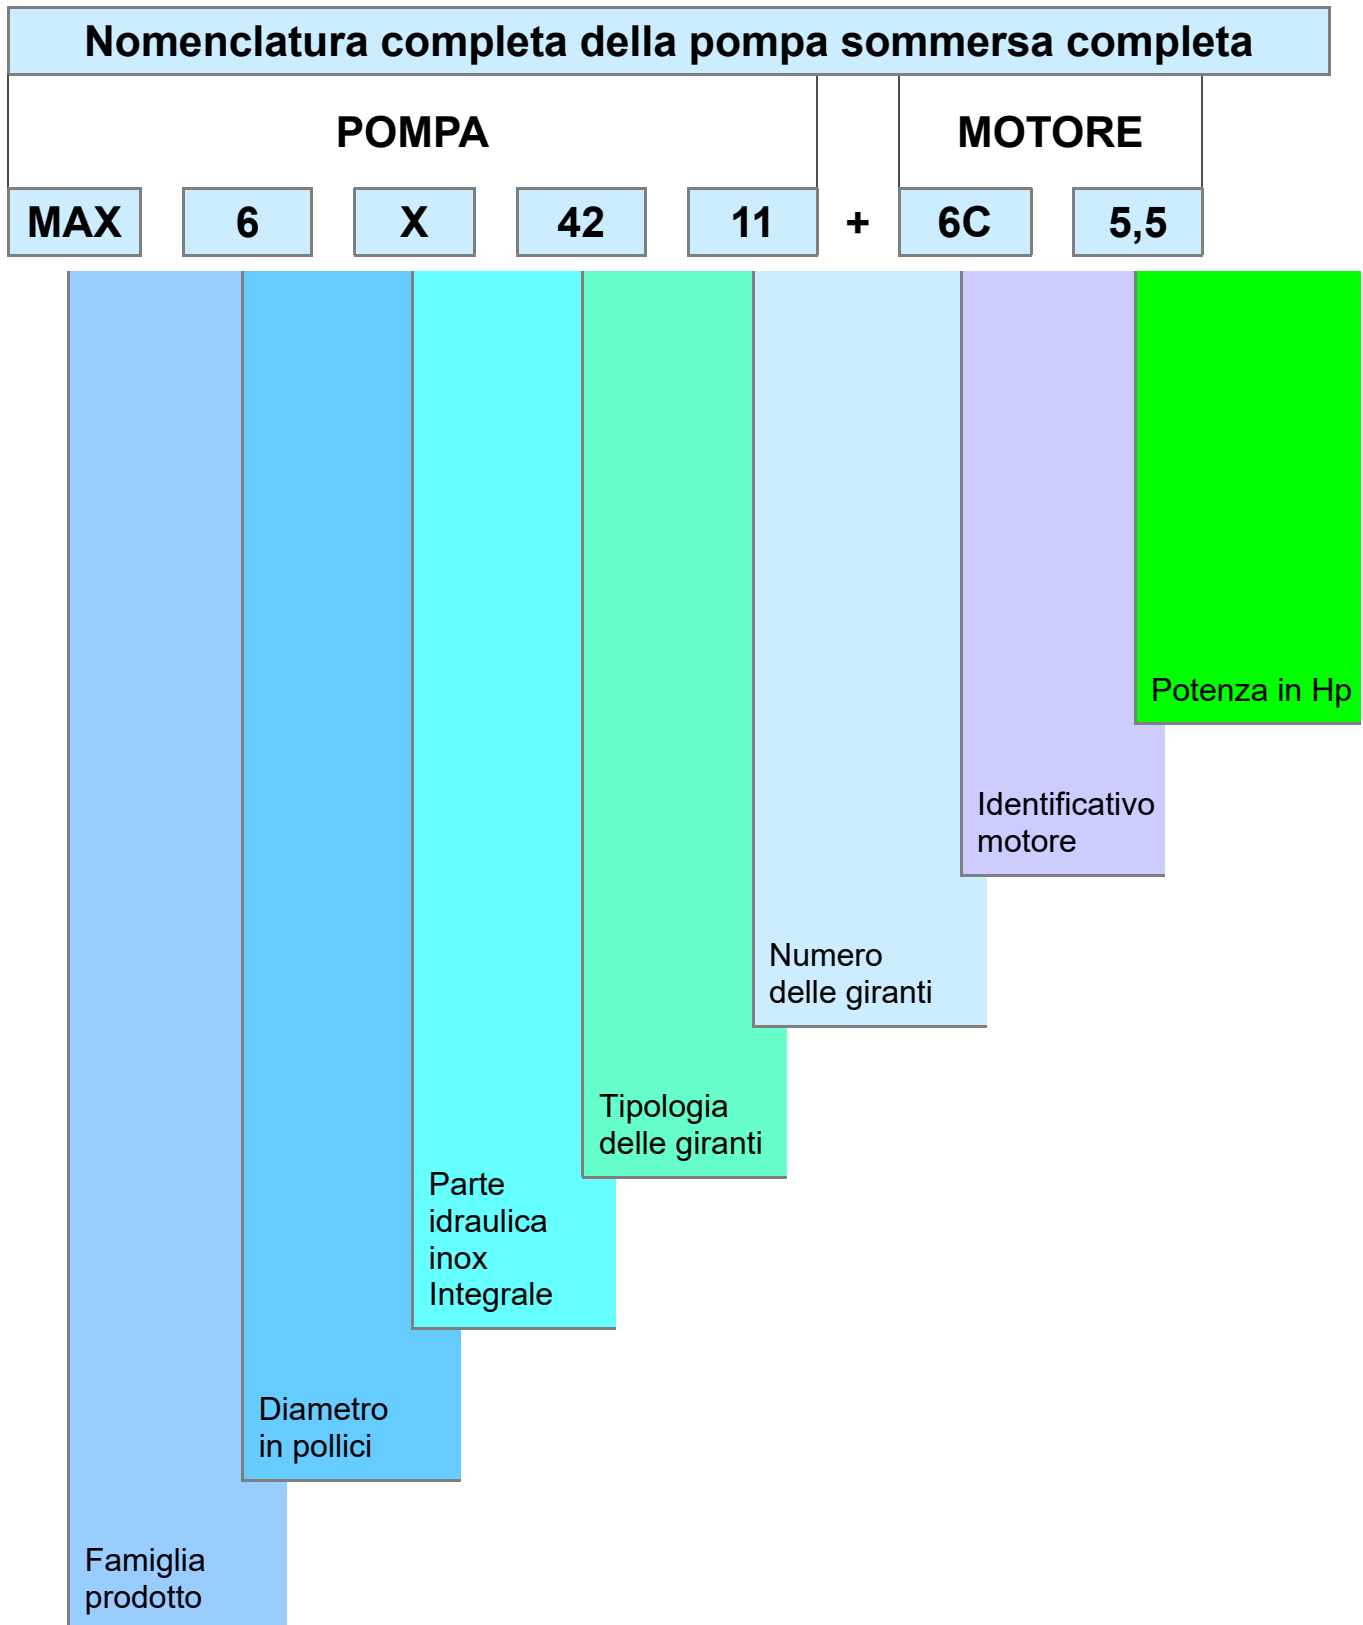 Nomenclatura completa della pompa sommersa completa
POMPA MOTORE
MAX 6 X 42 11 + 6C 5,5
Potenza in Hp
Identificativo
motore
Numero
delle giranti
Tipologia
delle giranti
Parte
idraulica
inox
Integrale
Diametro
in pollici
Famiglia
prodotto